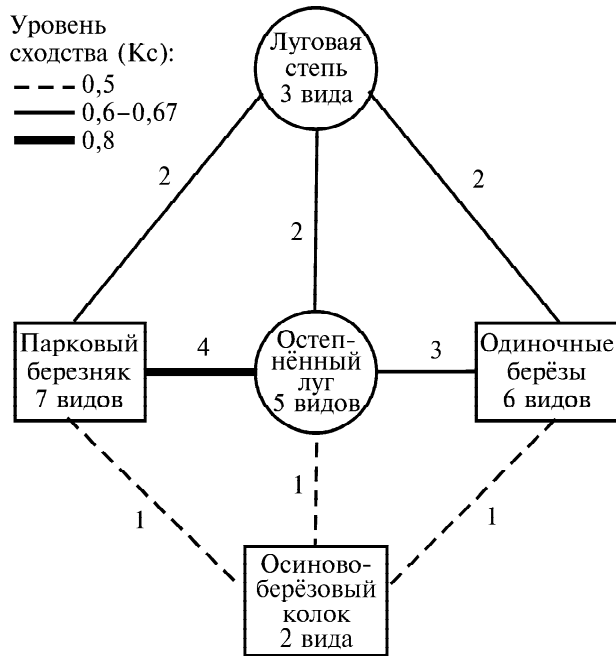 Уровень
сходства (Кс):
0,5
0,6–0,67
0,8
Луговая
степь
3 вида
2
2
2
Парковый
березняк
7 видов
4
Остеп-
нённый
луг
5 видов
3
Одиночные
берёзы
6 видов
1
1
1
Осиново-
берёзовый
колок
2 вида